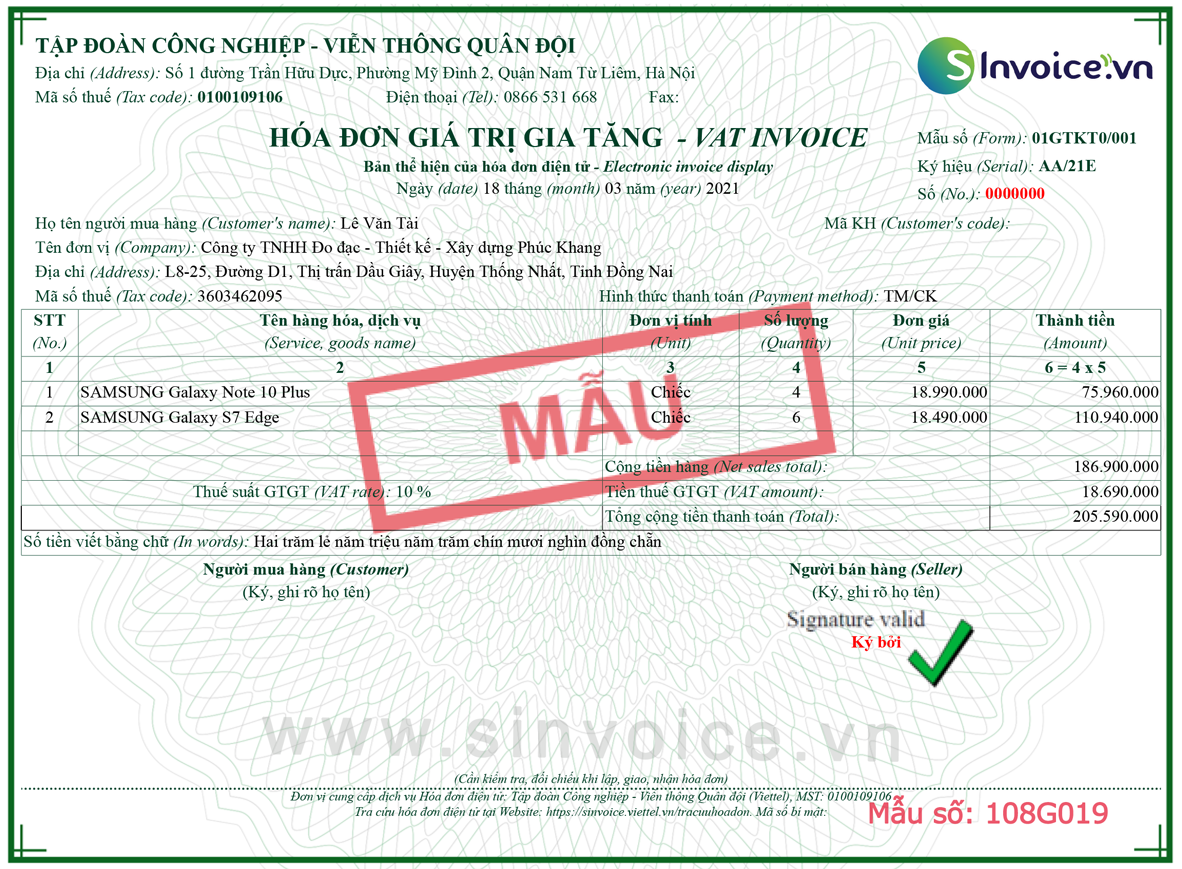 TẬP ĐOÀN CÔNG NGHIỆP - VIỄN THÔNG QUÂN ĐỘI
SInvoice.vn
Địa chỉ (Address): Số 1 đường Trần Hữu Dực, Phường Mỹ Đình 2, Quận Nam Từ Liêm, Hà Nội
Mã số thuế (Tax code): 0100109106 Điện thoại (Tel): 0866 531 668 Fax:
HÓA ĐƠN GIÁ TRỊ GIA TĂNG - VAT INVOICE
Mẫu số (Form): 01GTKT0/001
Bản thể hiện của hóa đơn điện tử - Electronic invoice display
Ký hiệu (Serial): AA/21E
Ngày (date) 18 tháng (month) 03 năm (year) 2021
Số (No.): 0000000
Họ tên người mua hàng (Customer's name): Lê Văn Tài Mã KH (Customer's code):
Tên đơn vị (Company): Công ty TNHH Đo đạc - Thiết kế - Xây dựng Phúc Khang
Địa chỉ (Address): L8-25, Đường D1, Thị trấn Dầu Giây, Huyện Thống Nhất, Tỉnh Đồng Nai
Mã số thuế (Tax code): 3603462095 Hình thức thanh toán (Payment method): TM/CK
STT Tên hàng hóa, dịch vụ Đơn vị tính Số lượng Đơn giá Thành tiền
(No.) (Service, goods name) (Unit) (Quantity) (Unit price) (Amount)
1 2 3 4 5 6 = 4 x 5
1 SAMSUNG Galaxy Note 10 Plus Chiếc 4 18.990.000 75.960.000
2 SAMSUNG Galaxy S7 Edge Chiếc 6 18.490.000 110.940.000
MẪU
Cộng tiền hàng (Net sales total): 186.900.000
Thuế suất GTGT (VAT rate): 10 % Tiền thuế GTGT (VAT amount): 18.690.000
Tổng cộng tiền thanh toán (Total): 205.590.000
Số tiền viết bằng chữ (In words): Hai trăm lẻ năm triệu năm trăm chín mươi nghìn đồng chẵn
Người mua hàng (Customer) Người bán hàng (Seller)
(Ký, ghi rõ họ tên) (Ký, ghi rõ họ tên)
Signature valid
Ký bởi
www.sinvoice.vn
(Cần kiểm tra, đối chiếu khi lập, giao, nhận hóa đơn)
Đơn vị cung cấp dịch vụ Hóa đơn điện tử: Tập đoàn Công nghiệp - Viễn thông Quân đội (Viettel), MST: 0100109106
Tra cứu hóa đơn điện tử tại Website: https://sinvoice.viettel.vn/tracuuhoadon. Mã số bí mật:
Mẫu số: 108G019